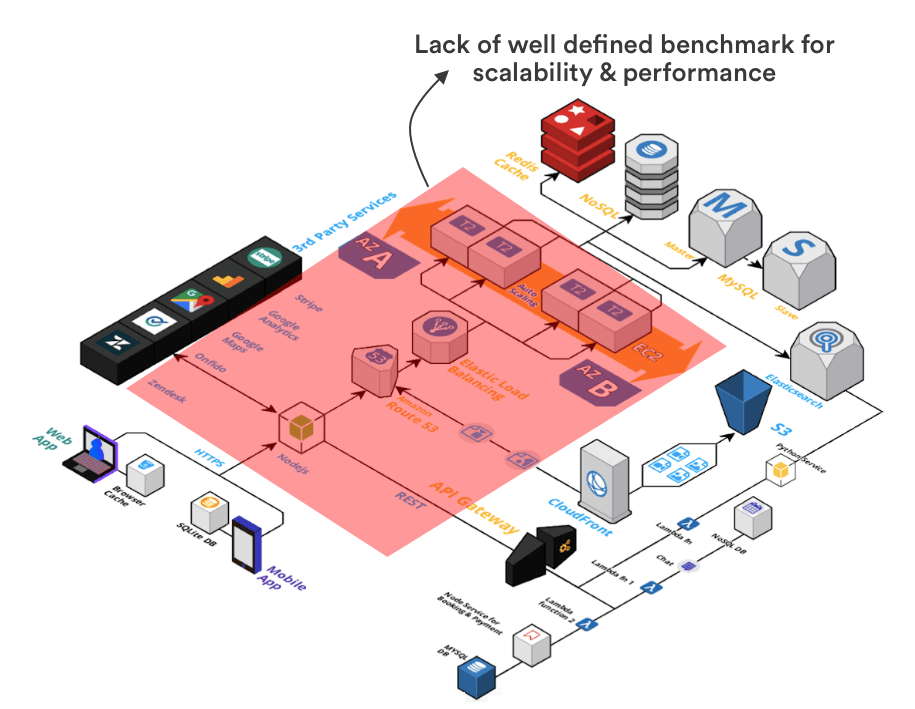 Lack of well defined benchmark for
scalability & performance
Redis
Cache
NoSQL
M
Master
MySQL
S
Slave
3rd Party Services
stripe
G
Z
AZ
A
T2
T2
T2
T2
Auto
Scaling
EC2
AZ
B
Stripe
Google
Analytics
Google
Maps
Onfido
Zendesk
53
Elastic Load
Balancing
Amazon
Route 53
Elasticsearch
S3
Web
App
HTTPS
Nodejs
Browser
Cache
SQLite DB
Mobile
App
REST
API Gateway
CloudFront
Python Service
Lambda fn
NoSQL DB
Chat
Lambda fn 1
Lambda
function 2
Node Service for
Booking & Payment
MYSQL
DB